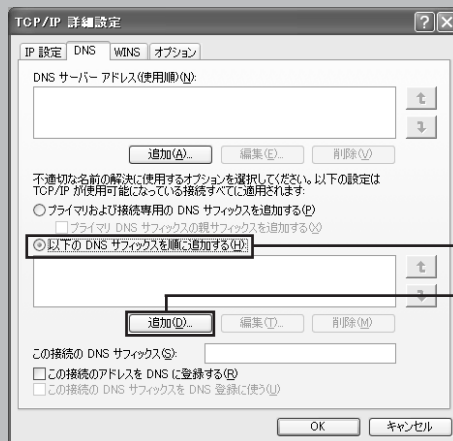 TCP/IP 詳細設定
IP 設定 DNS WINS オプション
DNS サーバー アドレス(使用順)(N):
追加(A)... 編集(E)... 削除(V)
不適切な名前の解決に使用するオプションを選択してください。以下の設定は
TCP/IP が使用可能になっている接続すべてに適用されます:
プライマリおよび接続専用の DNS サフィックスを追加する(P)
プライマリ DNS サフィックスの親サフィックスを追加する(X)
以下の DNS サフィックスを順に追加する(H):
追加(D)... 編集(T)... 削除(M)
この接続の DNS サフィックス(S):
この接続のアドレスを DNS に登録する(R)
この接続の DNS サフィックスを DNS 登録に使う(U)
OK キャンセル